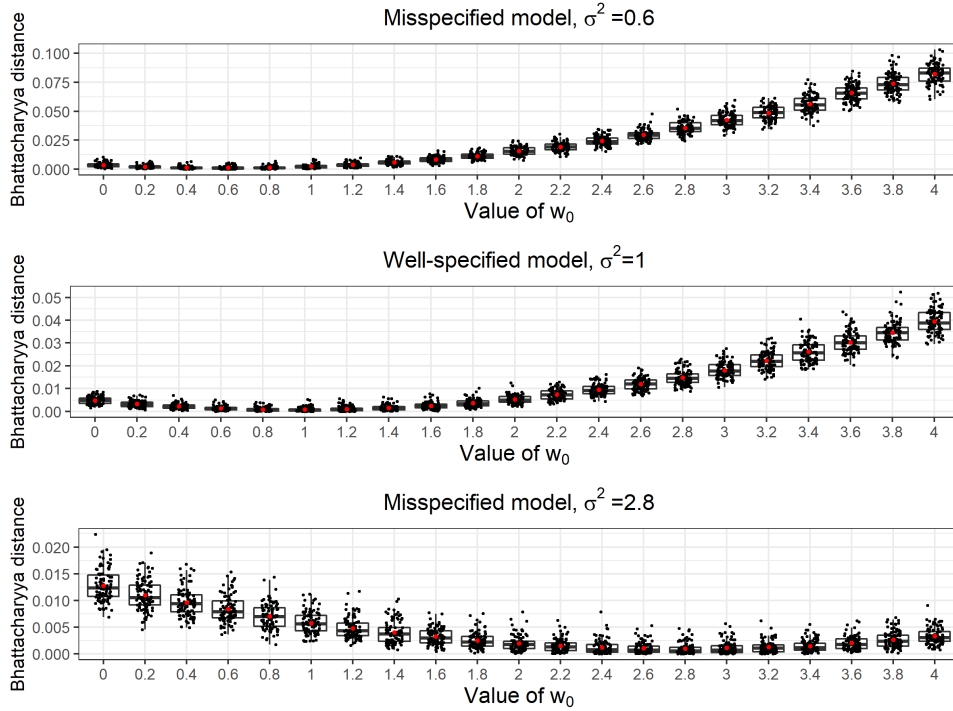 Misspecified model, σ² =0.6
Bhattacharyya distance
0.100
0.075
0.050
0.025
0.000
0 0.2 0.4 0.6 0.8 1 1.2 1.4 1.6 1.8 2 2.2 2.4 2.6 2.8 3 3.2 3.4 3.6 3.8 4
Value of w₀
Well-specified model, σ²=1
Bhattacharyya distance
0.05
0.04
0.03
0.02
0.01
0.00
0 0.2 0.4 0.6 0.8 1 1.2 1.4 1.6 1.8 2 2.2 2.4 2.6 2.8 3 3.2 3.4 3.6 3.8 4
Value of w₀
Misspecified model, σ² =2.8
Bhattacharyya distance
0.020
0.015
0.010
0.005
0.000
0 0.2 0.4 0.6 0.8 1 1.2 1.4 1.6 1.8 2 2.2 2.4 2.6 2.8 3 3.2 3.4 3.6 3.8 4
Value of w₀